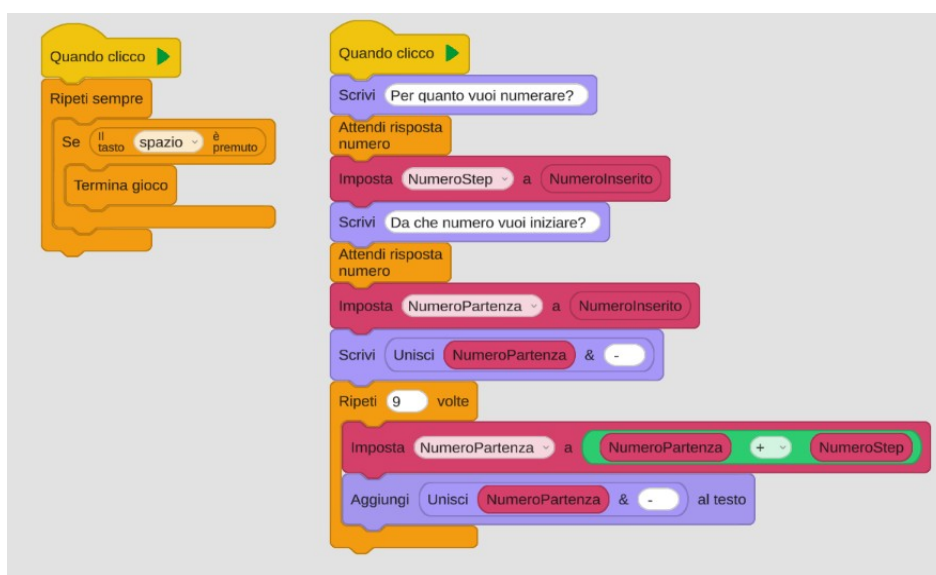 Quando clicco
Ripeti sempre
Se Il tasto spazio è premuto
Termina gioco
Quando clicco
Scrivi Per quanto vuoi numerare?
Attendi risposta
numero
Imposta NumeroStep a NumeroInserito
Scrivi Da che numero vuoi iniziare?
Attendi risposta
numero
Imposta NumeroPartenza a NumeroInserito
Scrivi Unisci NumeroPartenza & -
Ripeti 9 volte
Imposta NumeroPartenza a NumeroPartenza + NumeroStep
Aggiungi Unisci NumeroPartenza & - al testo